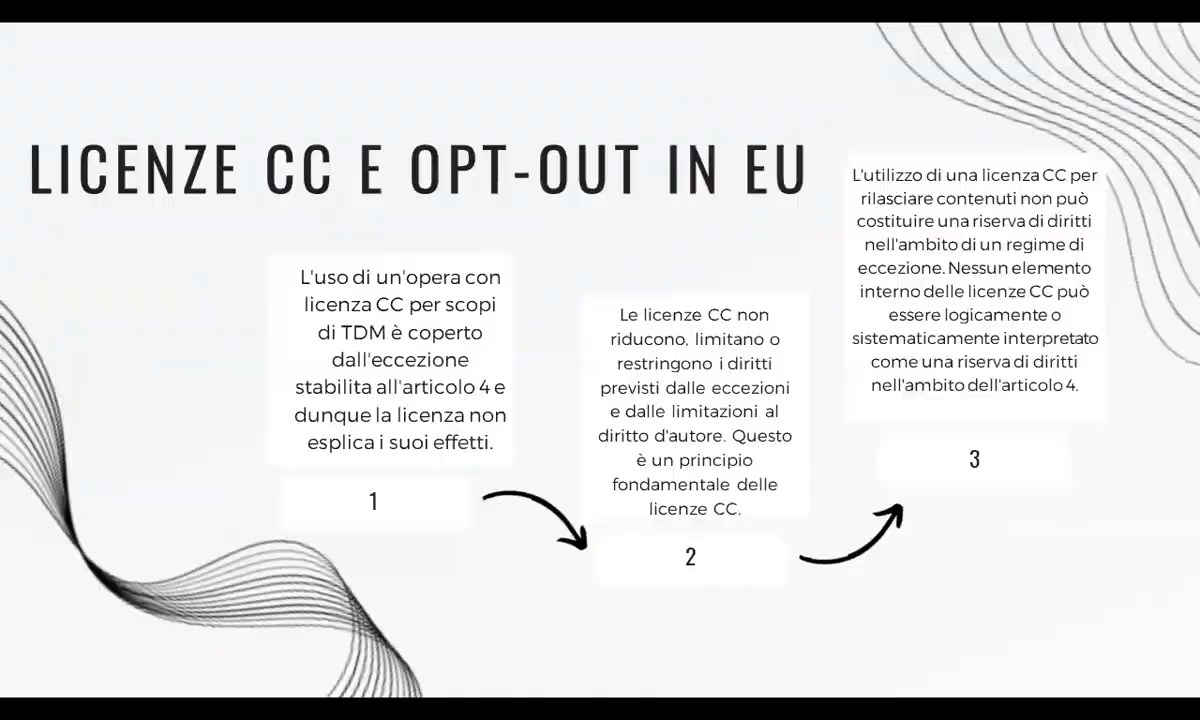 LICENZE CC E OPT-OUT IN EU
L'uso di un'opera con
licenza CC per scopi
di TDM è coperto
dall'eccezione
stabilita all'articolo 4 e
dunque la licenza non
esplica i suoi effetti.
1
Le licenze CC non
riducono, limitano o
restringono i diritti
previsti dalle eccezioni
e dalle limitazioni al
diritto d'autore. Questo
è un principio
fondamentale delle
licenze CC.
2
L'utilizzo di una licenza CC per
rilasciare contenuti non può
costituire una riserva di diritti
nell'ambito di un regime di
eccezione. Nessun elemento
interno delle licenze CC può
essere logicamente o
sistematicamente interpretato
come una riserva di diritti
nell'ambito dell'articolo 4.
3